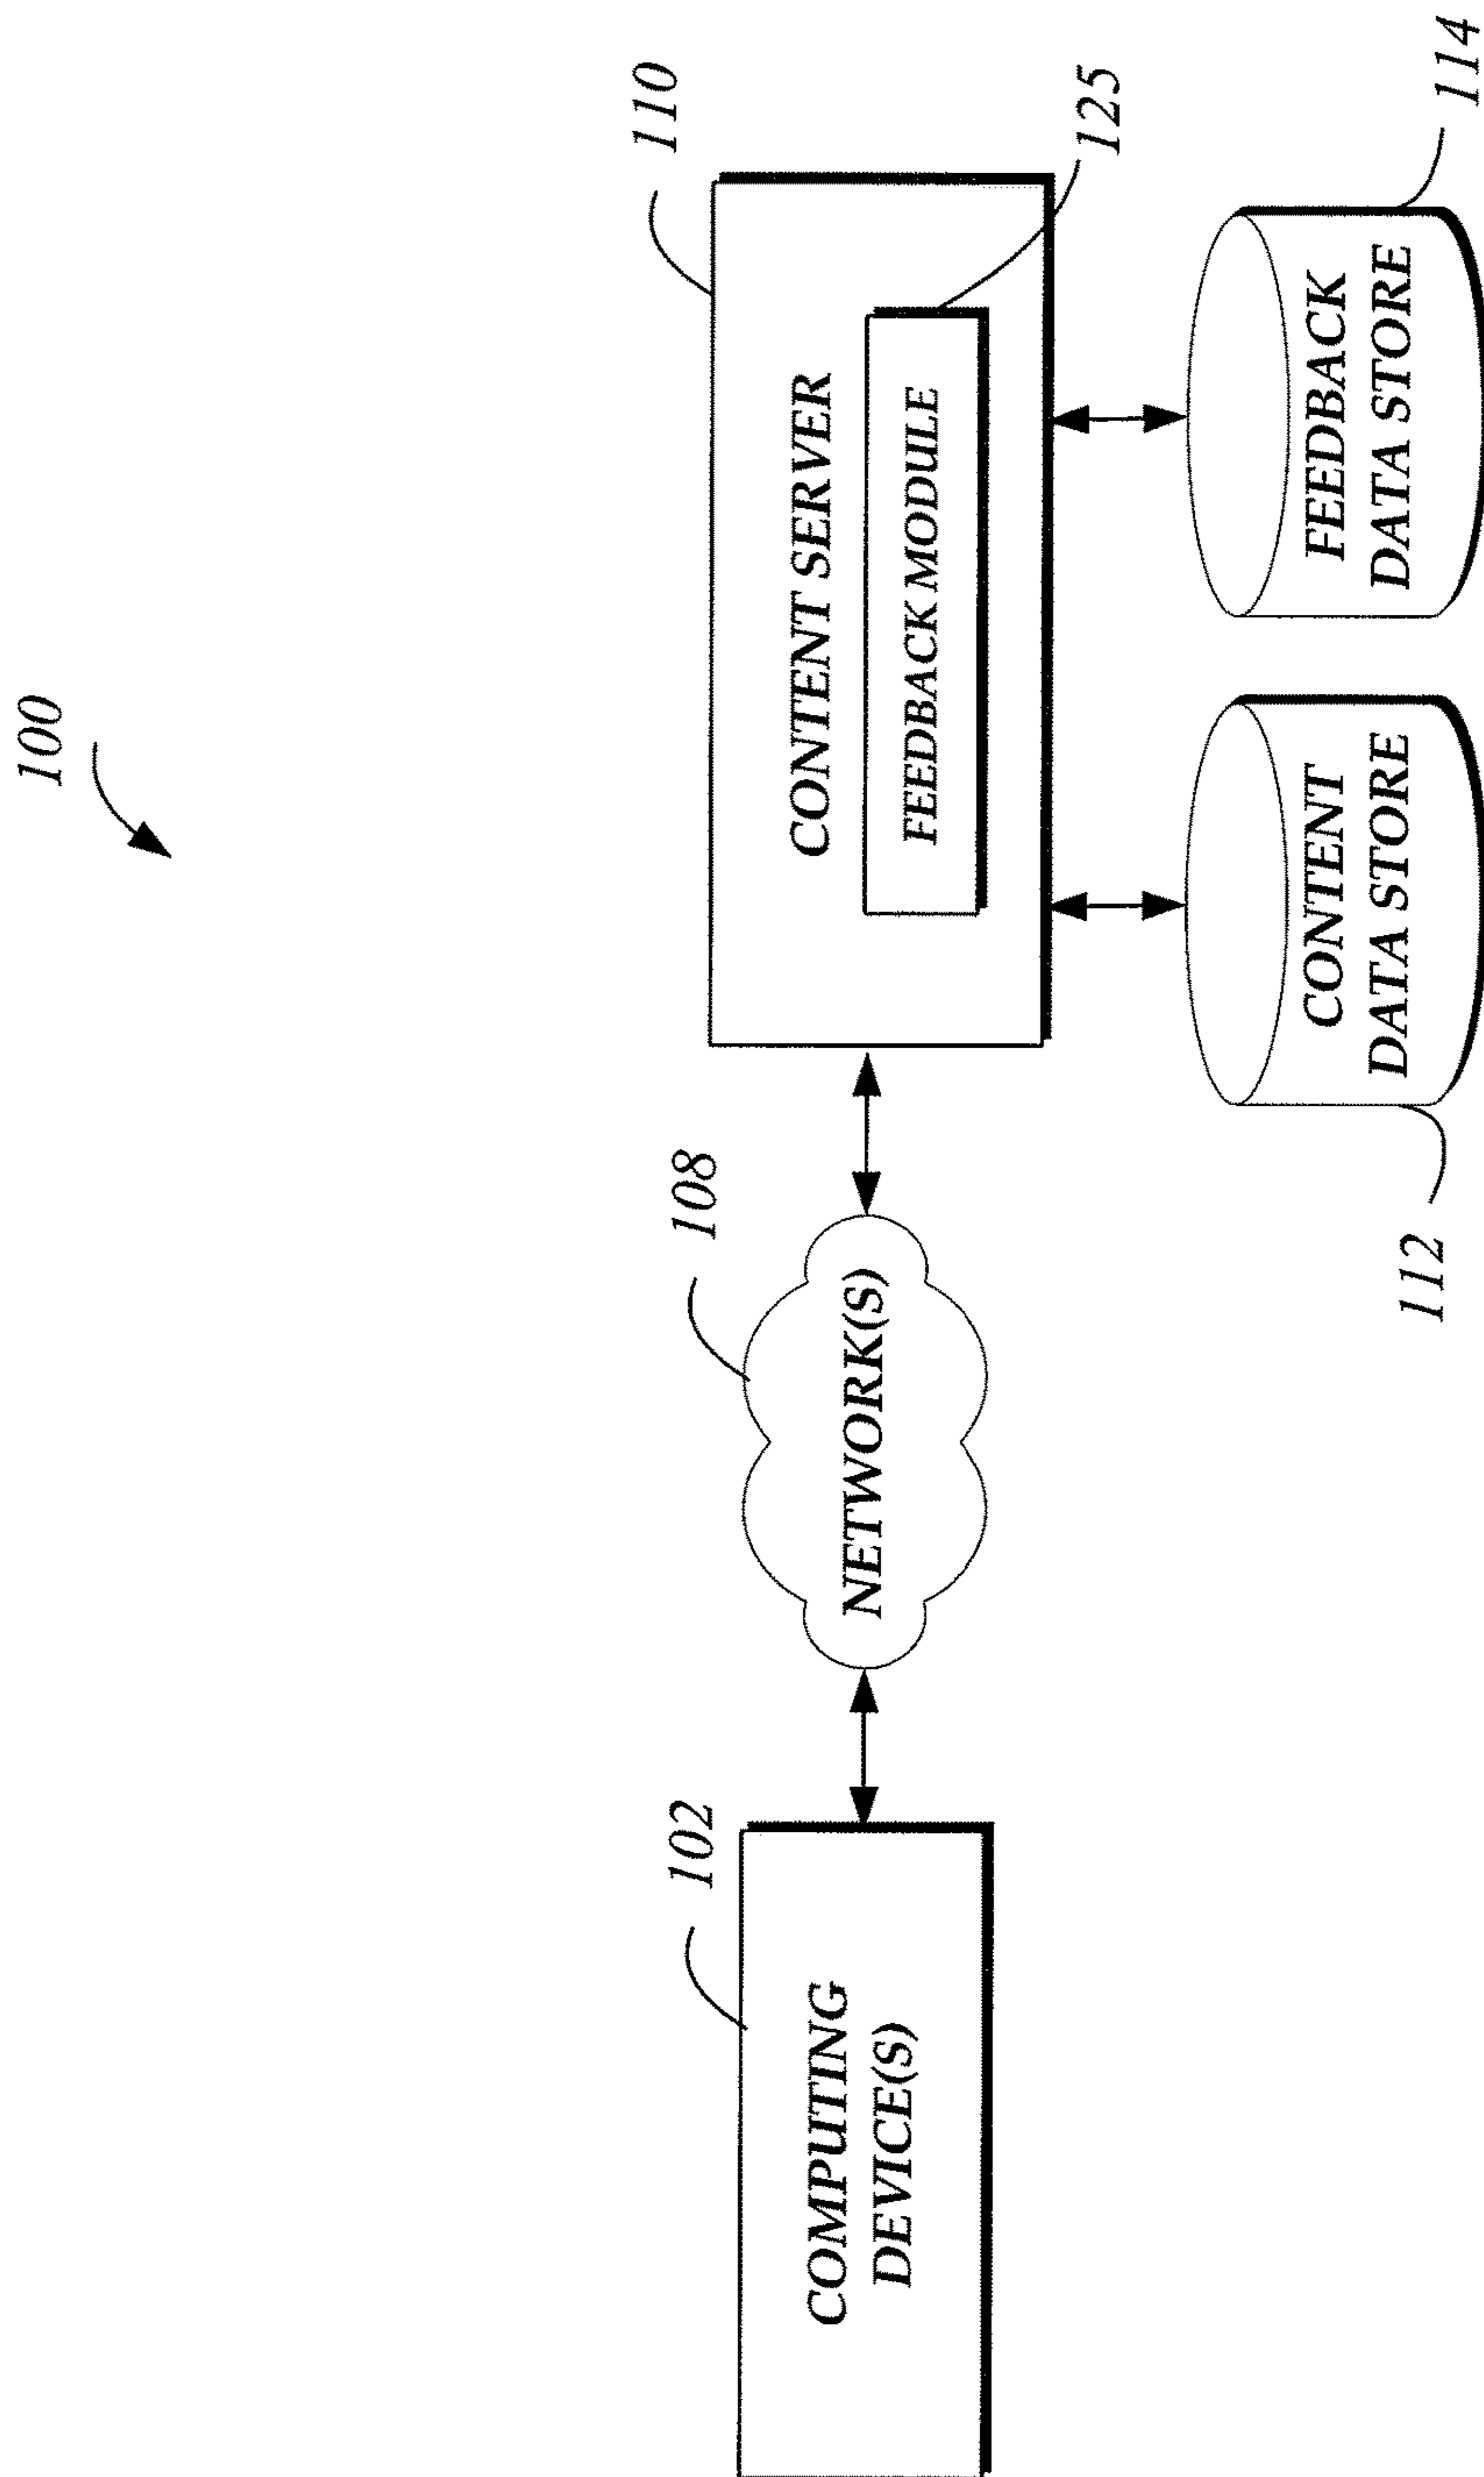 100
102
COMPUTING
DEVICE(S)
108
NETWORK(S)
110
CONTENT SERVER
FEEDBACK MODULE
125
112
CONTENT
DATA STORE
FEEDBACK
DATA STORE
114